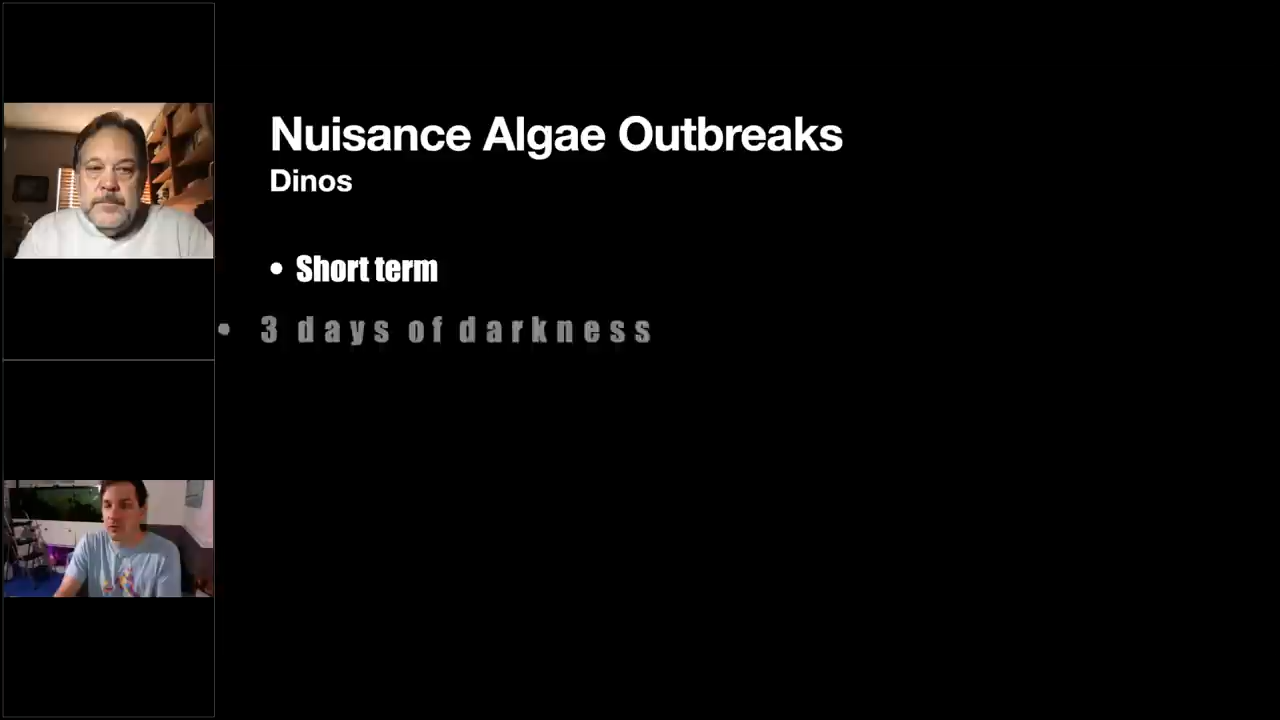 Nuisance Algae Outbreaks
Dinos
• Short term
• 3 days of darkness